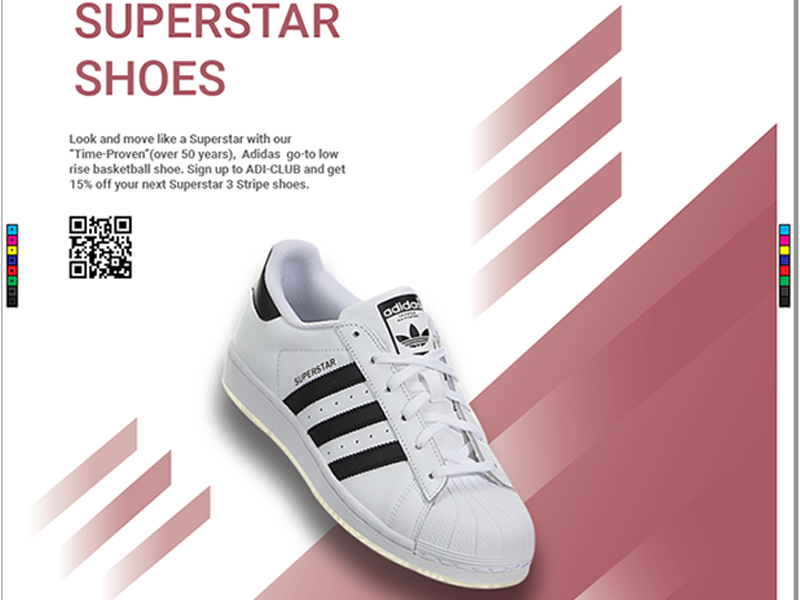 SUPERSTAR
SHOES
Look and move like a Superstar with our
"Time-Proven"(over 50 years), Adidas go-to low
rise basketball shoe. Sign up to ADI-CLUB and get
15% off your next Superstar 3 Stripe shoes.
adidas
SUPERSTAR